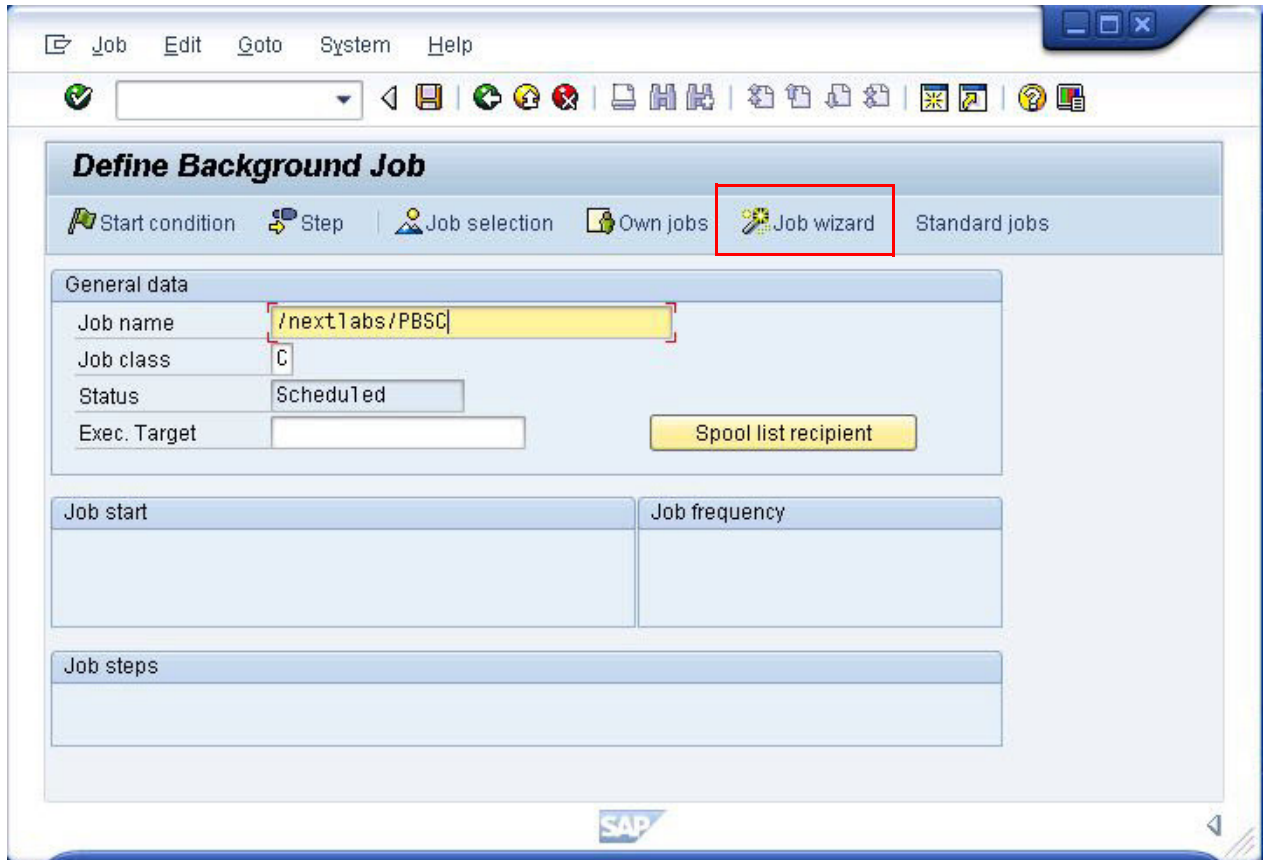 Job Edit Goto System Help
Define Background Job
Start condition Step Job selection Own jobs Job wizard Standard jobs
General data
Job name /nextlabs/PBSC
Job class C
Status Scheduled
Exec. Target Spool list recipient
Job start Job frequency
Job steps
SAP